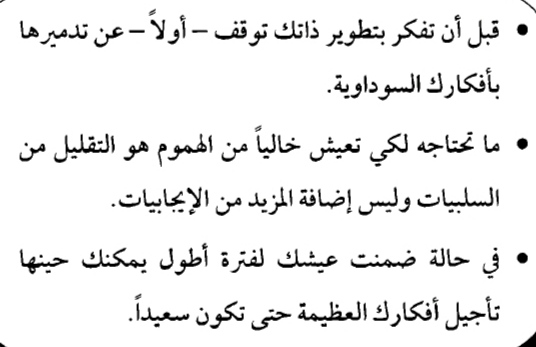 • قبل أن تفكر بتطوير ذاتك توقف – أولاً – عن تدميرها
بأفكارك السوداوية.
• ما تحتاجه لكي تعيش خالياً من الهموم هو التقليل من
السلبيات وليس إضافة المزيد من الإيجابيات.
• في حالة ضمنت عيشك لفترة أطول يمكنك حينها
تأجيل أفكارك العظيمة حتى تكون سعيداً.